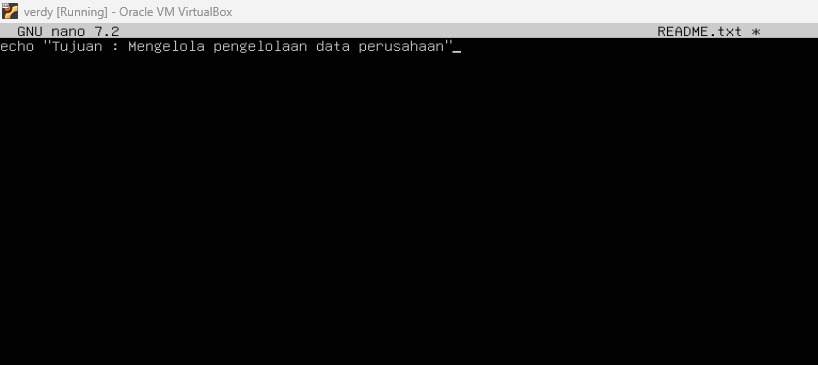 verdy [Running] - Oracle VM VirtualBox
GNU nano 7.2 README.txt *
echo "Tujuan : Mengelola pengelolaan data perusahaan"_